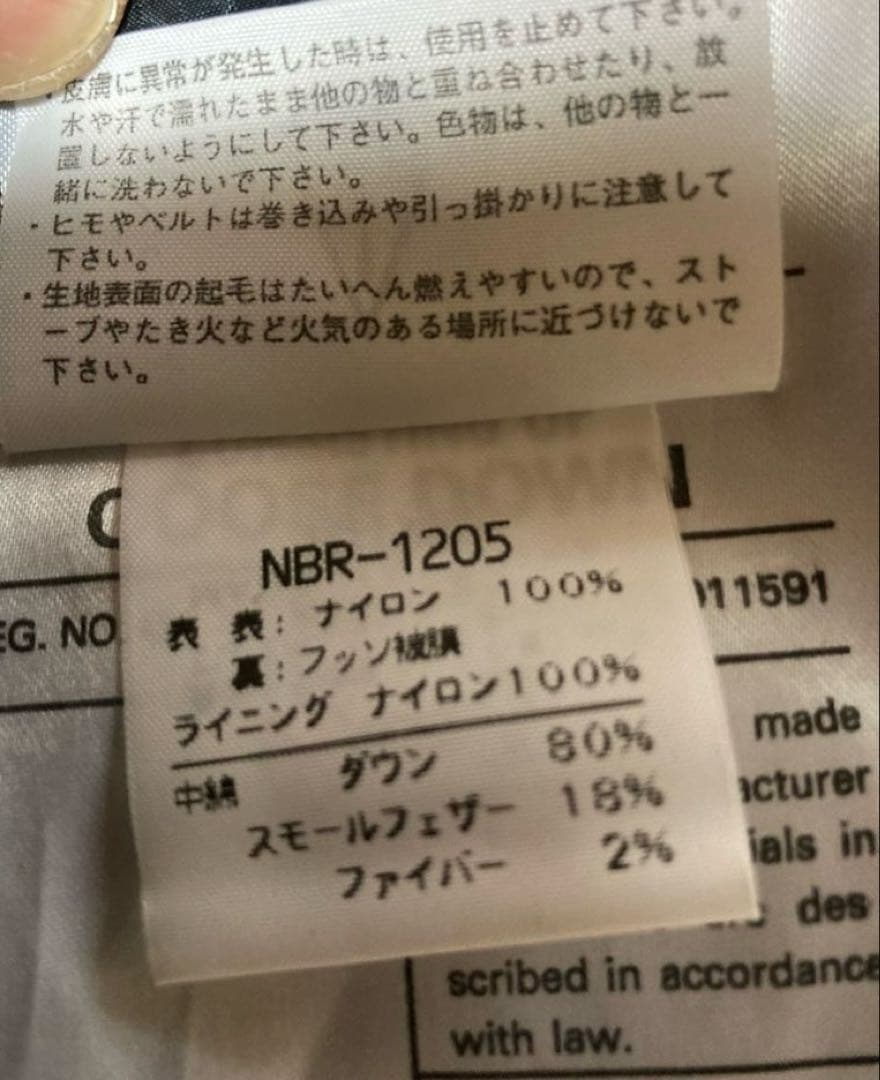 ・皮膚に異常が発生した時は、使用を止めて下さい。
水や汗で濡れたまま他の物と重ね合わせたり、放
置しないようにして下さい。色物は、他の物と一
緒に洗わないで下さい。
・ヒモやベルトは巻き込みや引っ掛かりに注意して
下さい。
・生地表面の起毛はたいへん燃えやすいので、スト
ーブやたき火など火気のある場所に近づけないで
下さい。
NBR-1205
表 表: ナイロン 100%
裏: フッソ被膜
ライニング ナイロン100%
中綿 ダウン 80%
スモールフェザー 18%
ファイバー 2%
EG. NO
11591
made
acturer
ials in
des
scribed in accordance
with law.